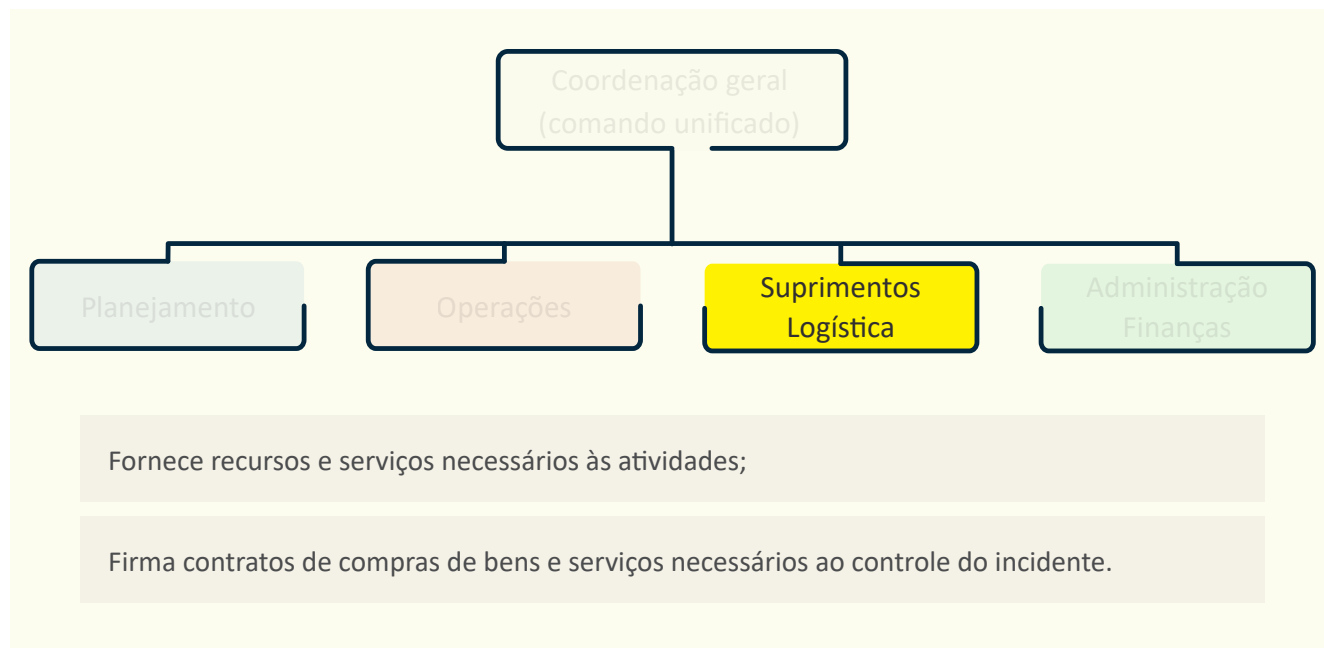 Coordenação geral
(comando unificado)
Planejamento
Operações
Suprimentos
Logística
Administração
Finanças
Fornece recursos e serviços necessários às atividades;
Firma contratos de compras de bens e serviços necessários ao controle do incidente.